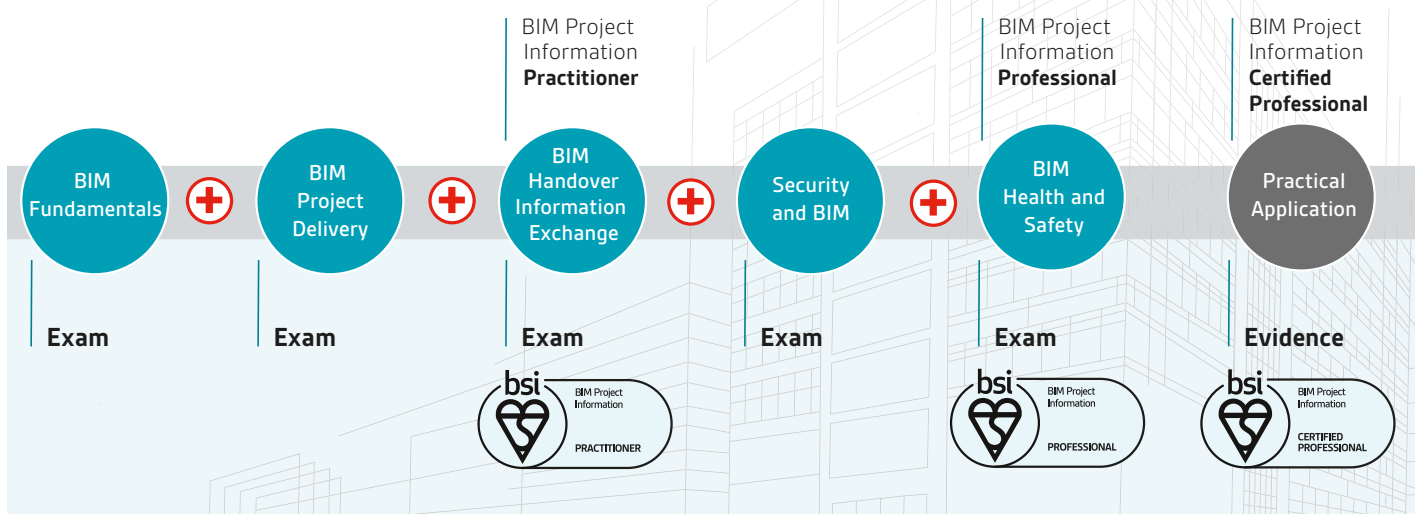 BIM Project
Information
Practitioner
BIM Project
Information
Professional
BIM Project
Information
Certified
Professional
BIM
Fundamentals
BIM
Project
Delivery
BIM
Handover
Information
Exchange
Security
and BIM
BIM
Health and
Safety
Practical
Application
Exam
Exam
Exam
Exam
Exam
Evidence
bsi
BIM Project
Information
PRACTITIONER
bsi
BIM Project
Information
PROFESSIONAL
bsi
BIM Project
Information
CERTIFIED
PROFESSIONAL